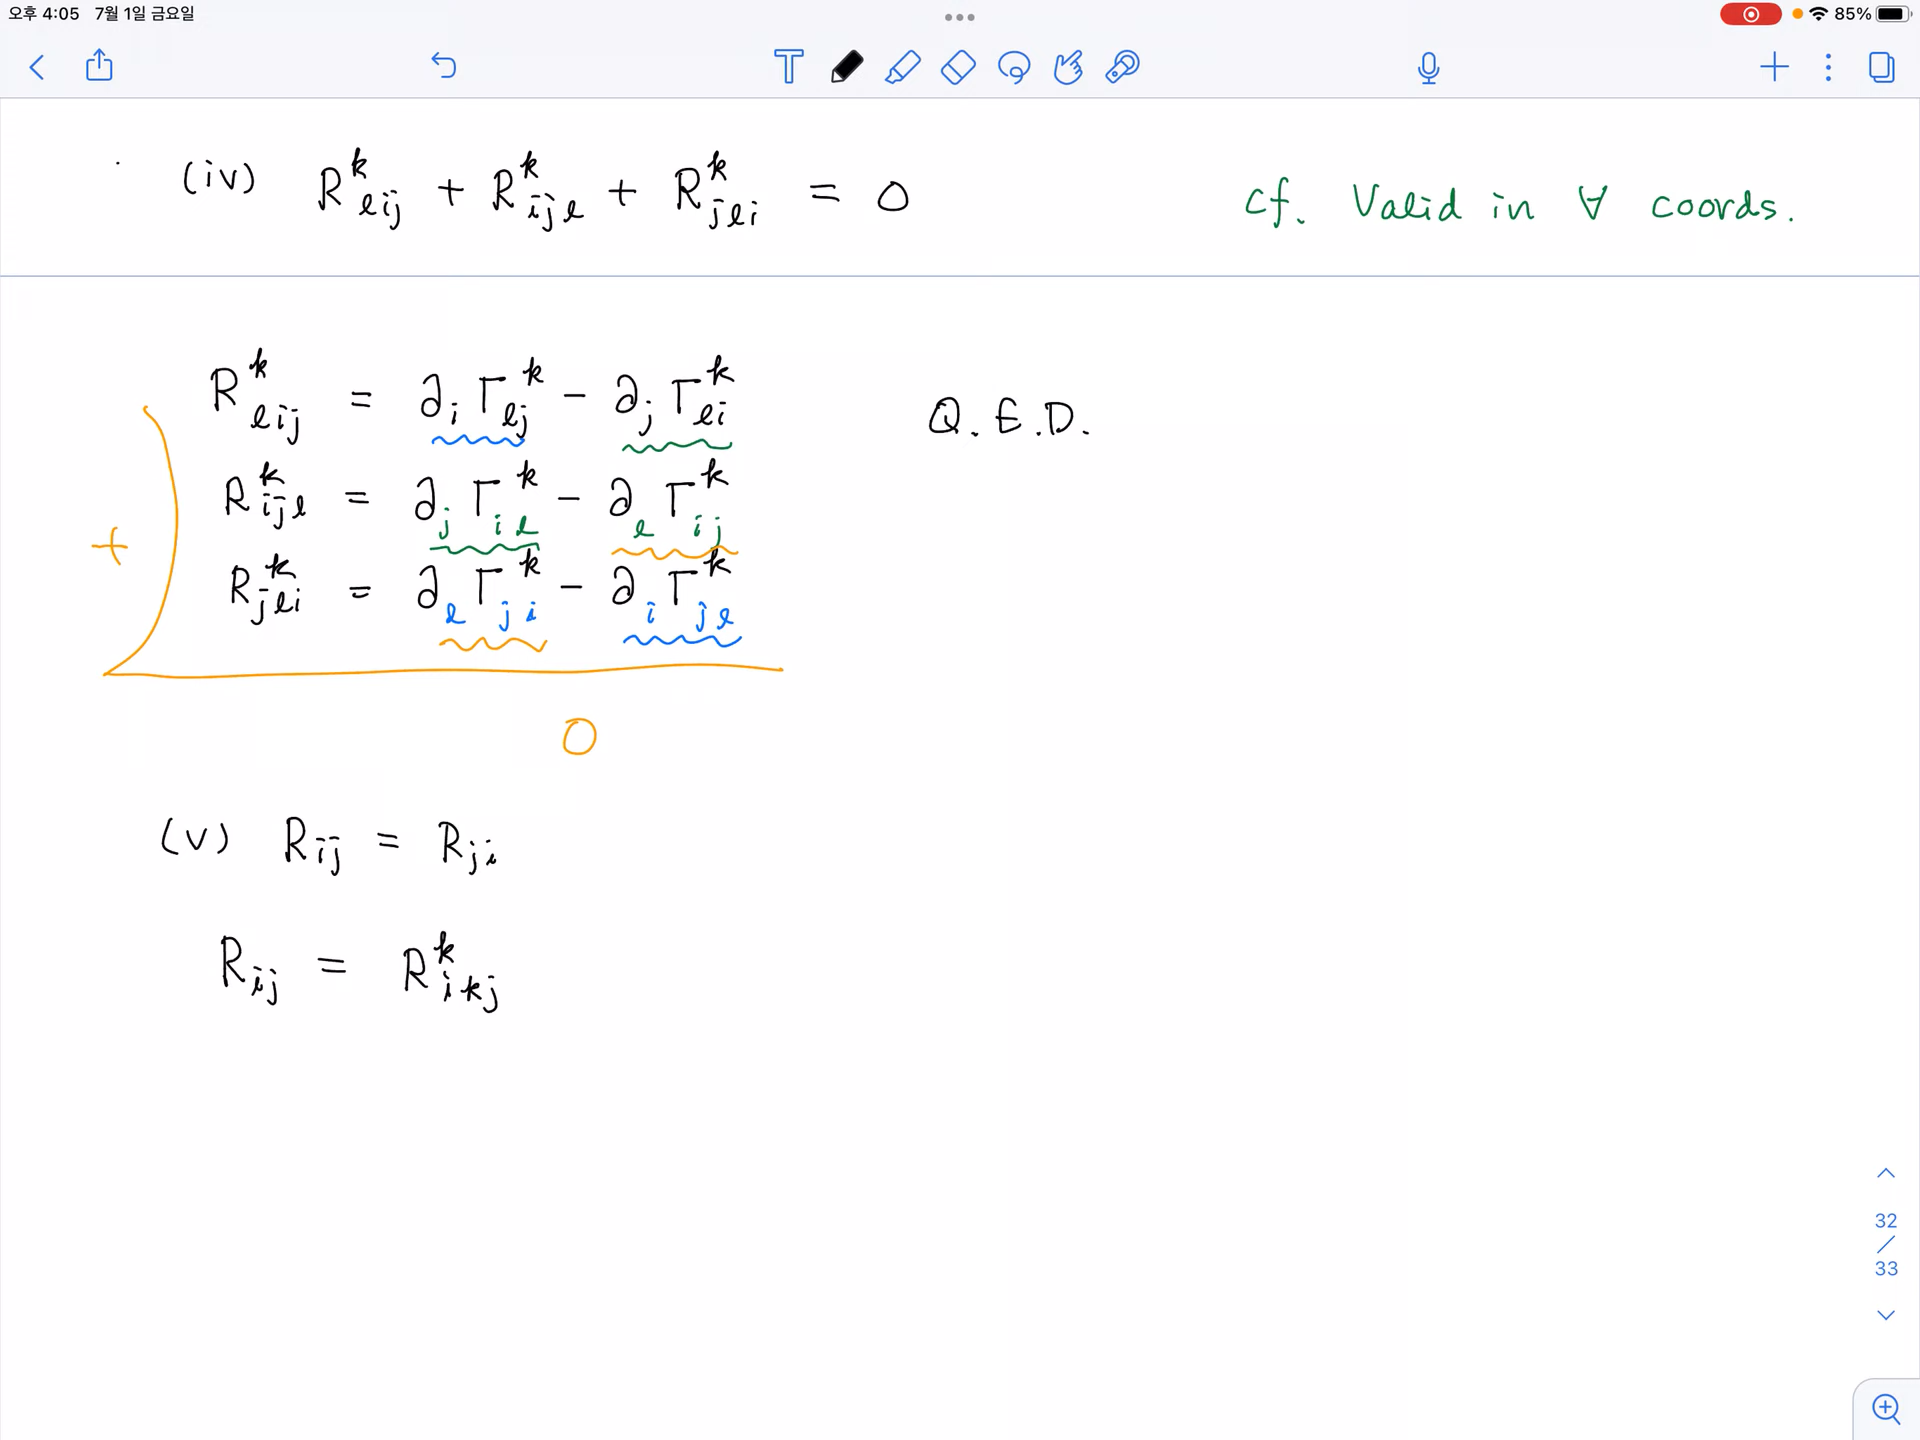 오후 4:05 7월 1일 금요일 85%
(iv) R^k_{lij} + R^k_{ijl} + R^k_{jli} = 0 cf. Valid in ∀ coords.
R^k_{lij} = ∂_i Γ^k_{lj} - ∂_j Γ^k_{li} Q.E.D.
R^k_{ijl} = ∂_j Γ^k_{il} - ∂_l Γ^k_{ij}
+
R^k_{jli} = ∂_l Γ^k_{ji} - ∂_i Γ^k_{jl}
0
(v) R_{ij} = R_{ji}
R_{ij} = R^k_{ikj}
32
/
33